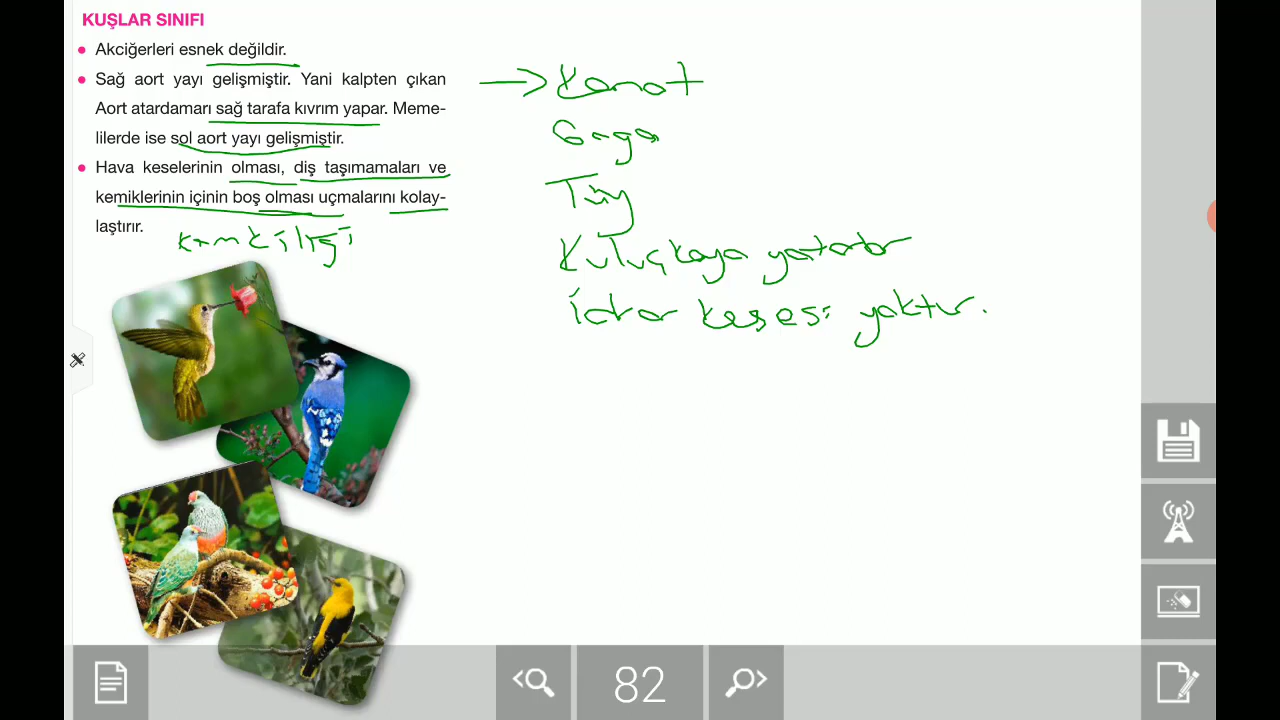 KUŞLAR SINIFI
• Akciğerleri esnek değildir.
• Sağ aort yayı gelişmiştir. Yani kalpten çıkan
Aort atardamarı sağ tarafa kıvrım yapar. Meme-
lilerde ise sol aort yayı gelişmiştir.
• Hava keselerinin olması, diş taşımamaları ve
kemiklerinin içinin boş olması uçmalarını kolay-
laştırır.
→ Kanat
Gaga
Tüy
Kuluçkaya yatarlar
İdrar kesesi yoktur.
82